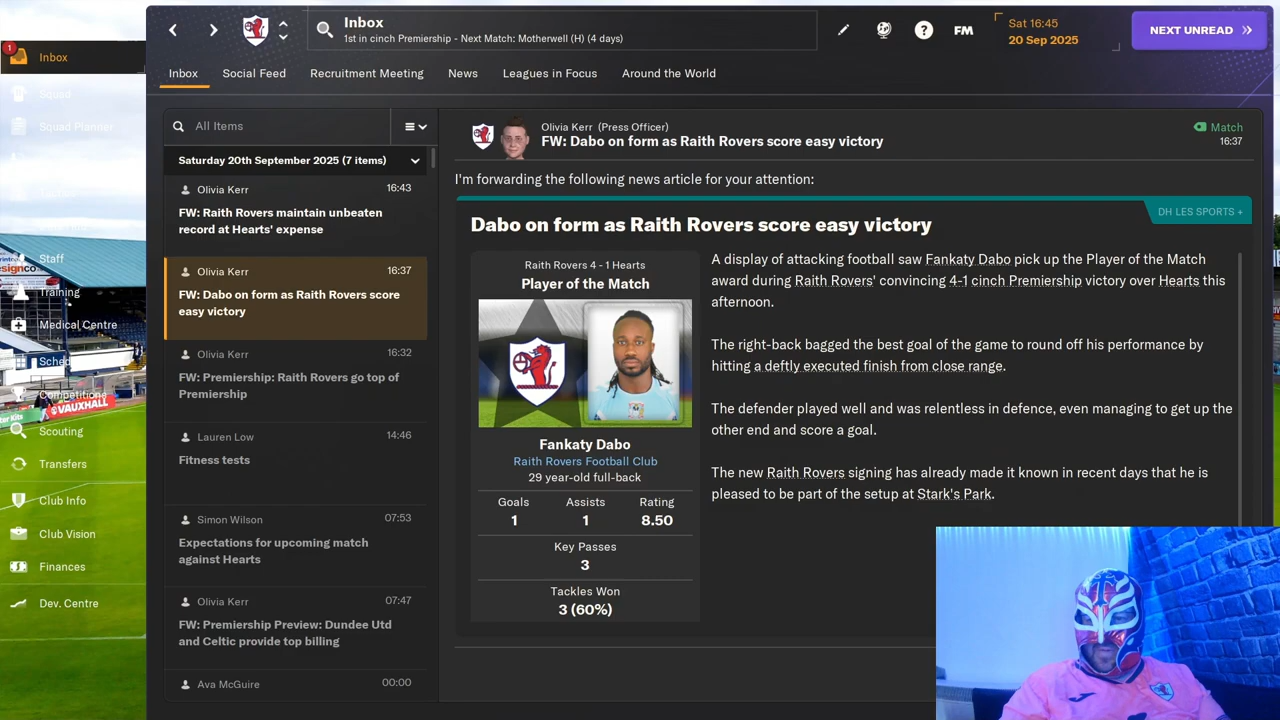 Inbox
1st in cinch Premiership - Next Match: Motherwell (H) (4 days)
FM
Sat 16:45
20 Sep 2025
NEXT UNREAD
1
Inbox
Squad
Squad Planner
Staff
Training
Medical Centre
Sched
Competitions
Scouting
Transfers
Club Info
Club Vision
Finances
Dev. Centre
VAUXHALL
Inbox
Social Feed
Recruitment Meeting
News
Leagues in Focus
Around the World
All Items
Saturday 20th September 2025 (7 items)
Olivia Kerr 16:43
FW: Raith Rovers maintain unbeaten
record at Hearts' expense
Olivia Kerr 16:37
FW: Dabo on form as Raith Rovers score
easy victory
Olivia Kerr 16:32
FW: Premiership: Raith Rovers go top of
Premiership
Lauren Low 14:46
Fitness tests
Simon Wilson 07:53
Expectations for upcoming match
against Hearts
Olivia Kerr 07:47
FW: Premiership Preview: Dundee Utd
and Celtic provide top billing
Ava McGuire 00:00
Olivia Kerr (Press Officer)
FW: Dabo on form as Raith Rovers score easy victory
Match
16:37
I'm forwarding the following news article for your attention:
DH LES SPORTS +
Dabo on form as Raith Rovers score easy victory
Raith Rovers 4 - 1 Hearts
Player of the Match
Fankaty Dabo
Raith Rovers Football Club
29 year-old full-back
Goals Assists Rating
1 1 8.50
Key Passes
3
Tackles Won
3 (60%)
A display of attacking football saw Fankaty Dabo pick up the Player of the Match
award during Raith Rovers' convincing 4-1 cinch Premiership victory over Hearts this
afternoon.
The right-back bagged the best goal of the game to round off his performance by
hitting a deftly executed finish from close range.
The defender played well and was relentless in defence, even managing to get up the
other end and score a goal.
The new Raith Rovers signing has already made it known in recent days that he is
pleased to be part of the setup at Stark's Park.